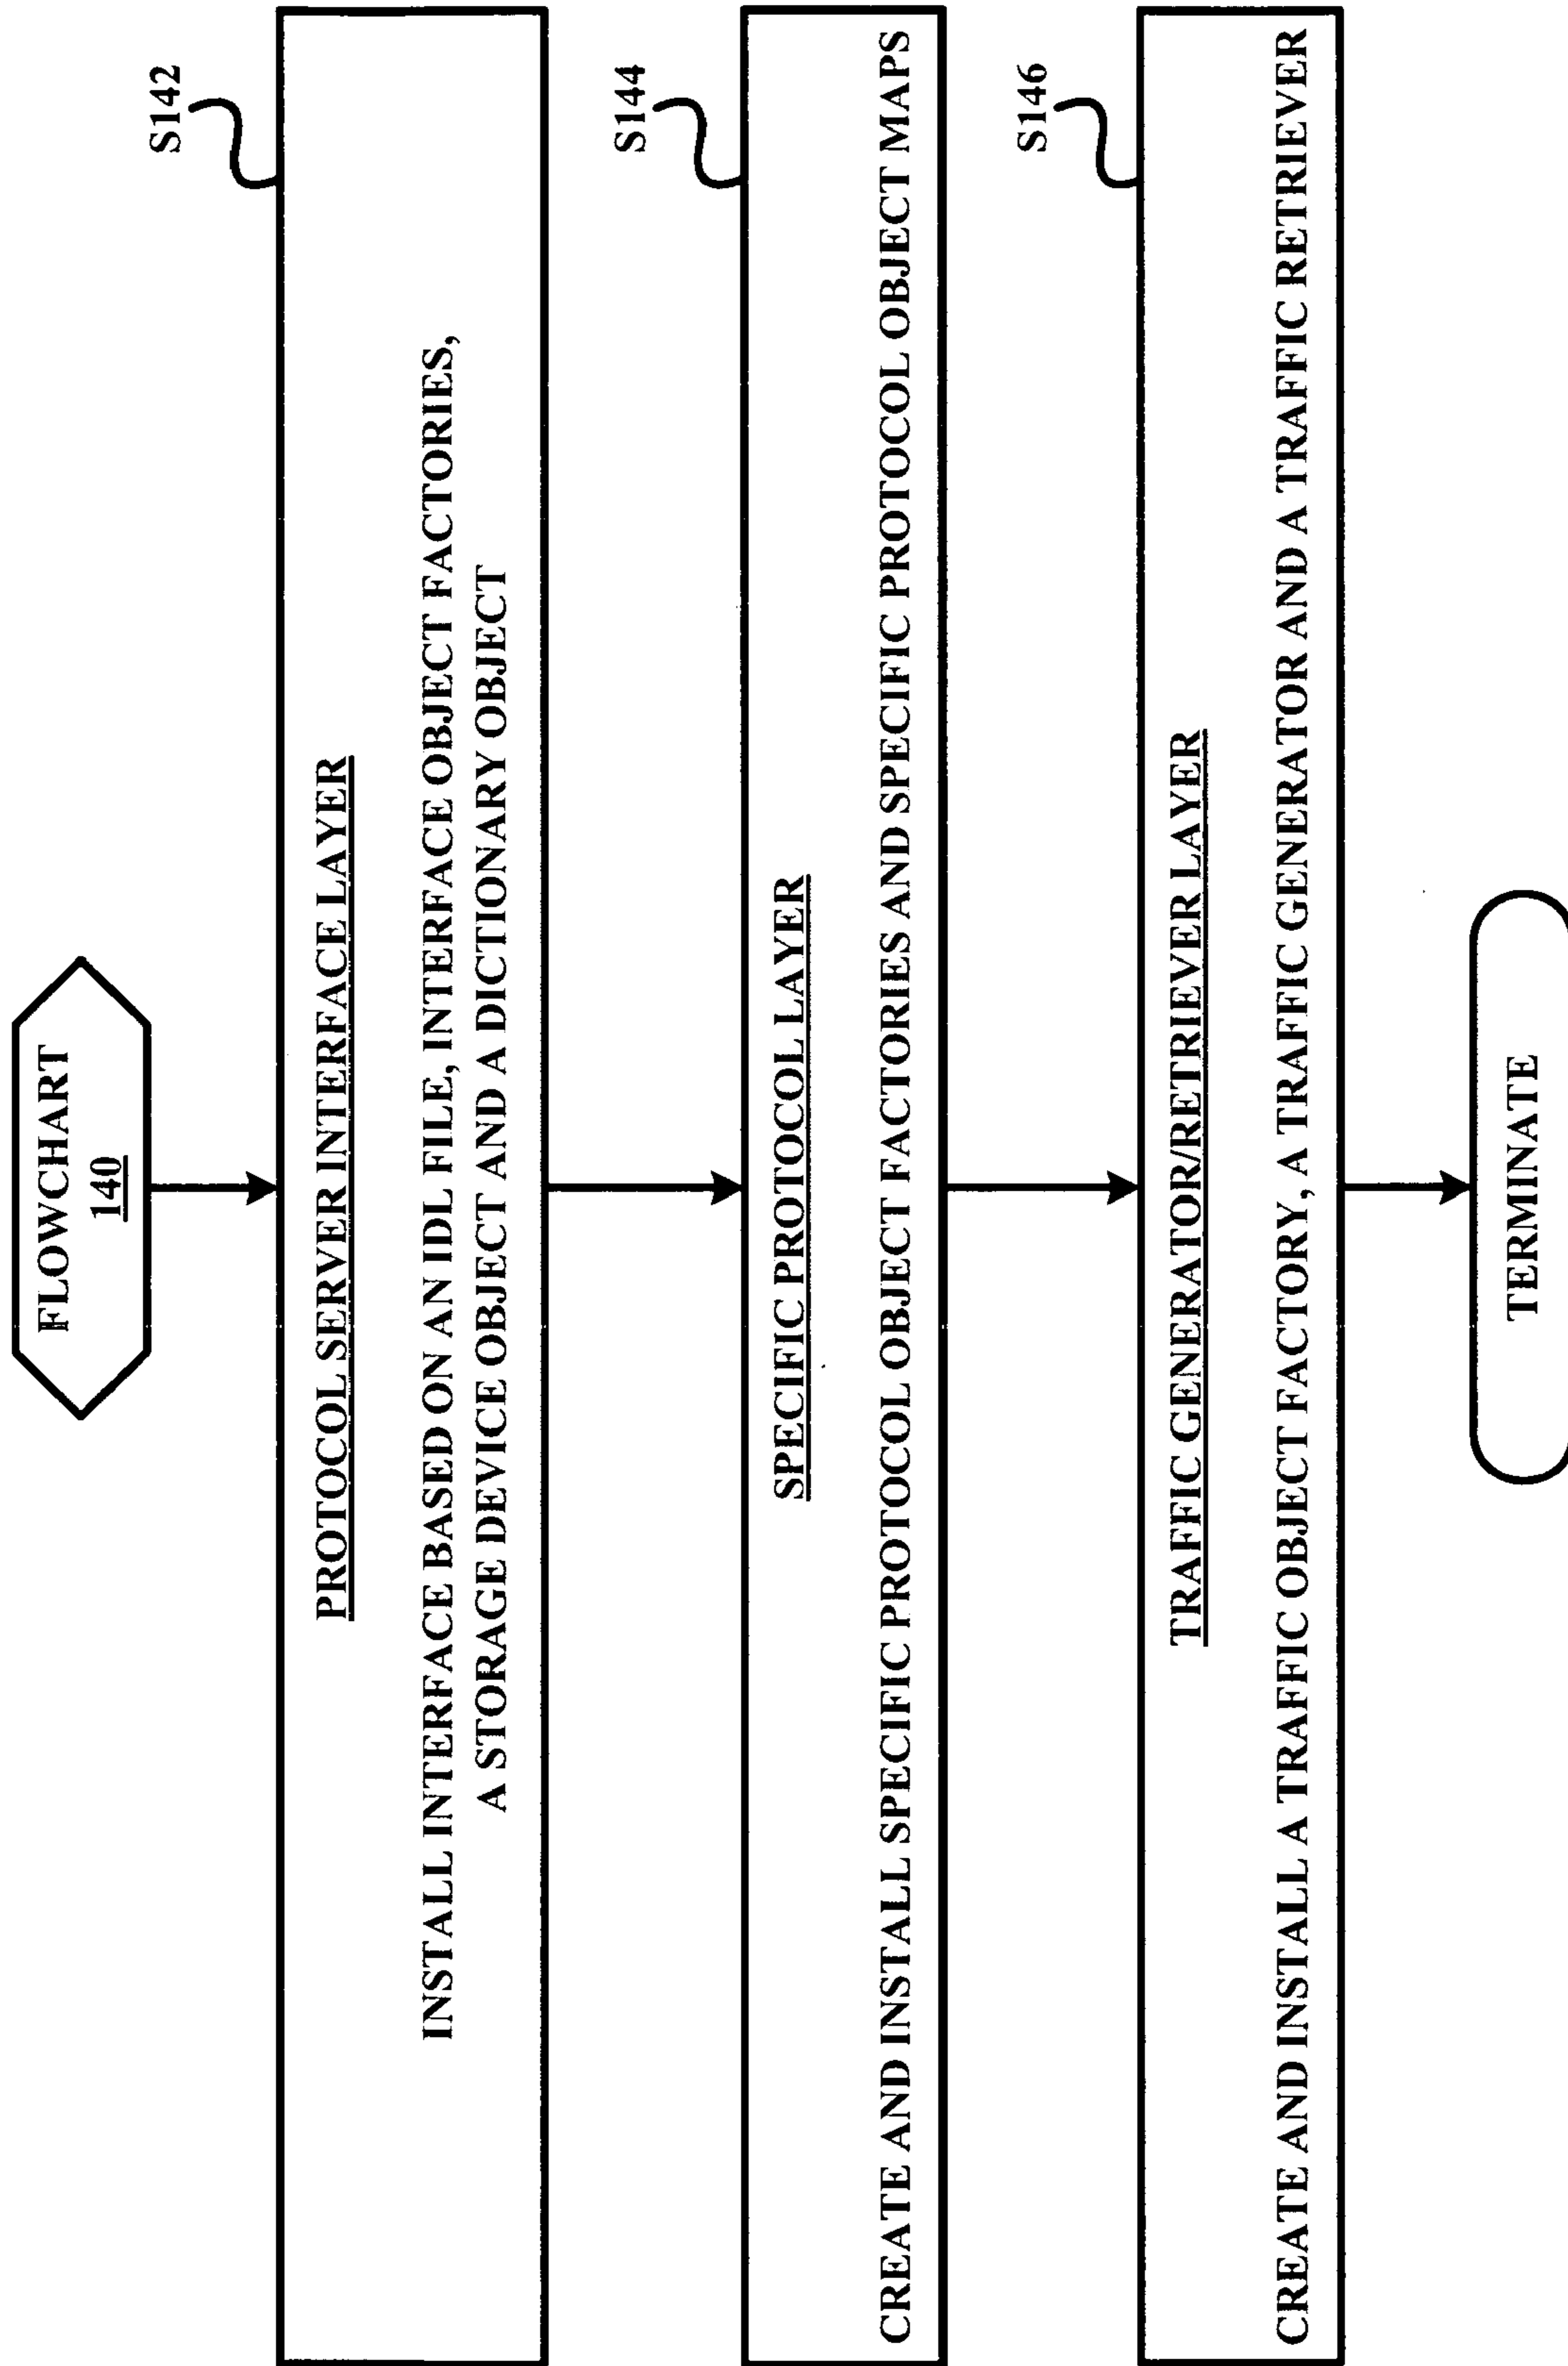 FLOWCHART
140
S142
PROTOCOL SERVER INTERFACE LAYER
INSTALL INTERFACE BASED ON AN IDL FILE, INTERFACE OBJECT FACTORIES,
A STORAGE DEVICE OBJECT AND A DICTIONARY OBJECT
S144
SPECIFIC PROTOCOL LAYER
CREATE AND INSTALL SPECIFIC PROTOCOL OBJECT FACTORIES AND SPECIFIC PROTOCOL OBJECT MAPS
S146
TRAFFIC GENERATOR/RETRIEVER LAYER
CREATE AND INSTALL A TRAFFIC OBJECT FACTORY, A TRAFFIC GENERATOR AND A TRAFFIC RETRIEVER
TERMINATE